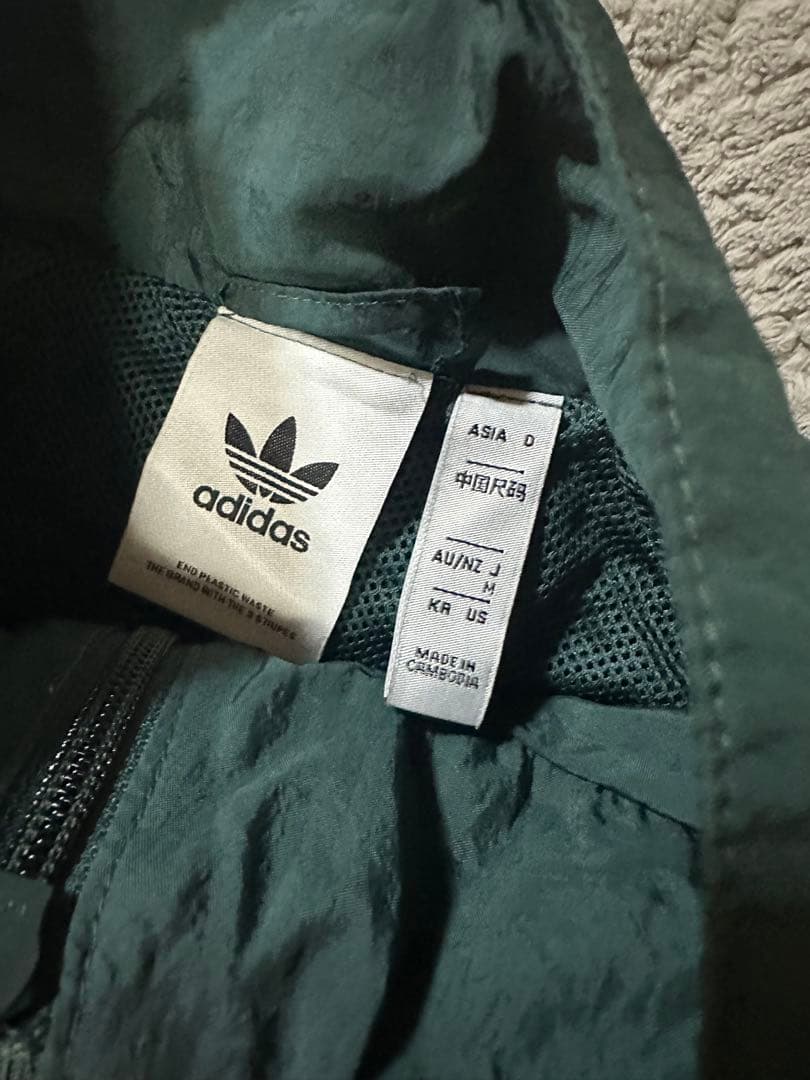 adidas
END PLASTIC WASTE
THE BRAND WITH THE 3 STRIPES
ASIA D
中国尺码
AU/NZ J
M
KR US
MADE IN
CAMBODIA